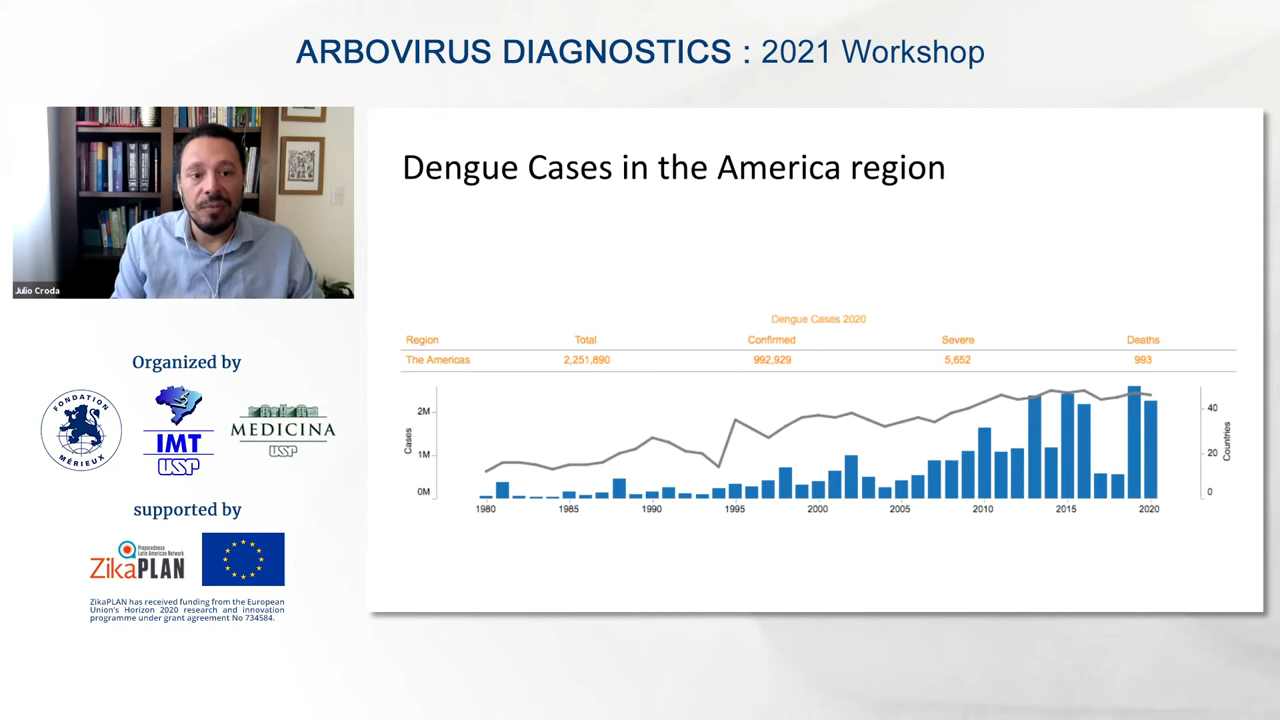 ARBOVIRUS DIAGNOSTICS : 2021 Workshop
Julio Croda
Organized by
FONDATION
MÉRIEUX
IMT
USP
MEDICINA
USP
supported by
Preparedness
Latin American Network
ZikaPLAN
ZikaPLAN has received funding from the European
Union's Horizon 2020 research and innovation
programme under grant agreement No 734584.
Dengue Cases in the America region
Dengue Cases 2020
Region Total Confirmed Severe Deaths
The Americas 2,251,890 992,929 5,652 993
Cases
2M
1M
0M
40
20
0
Countries
1980 1985 1990 1995 2000 2005 2010 2015 2020